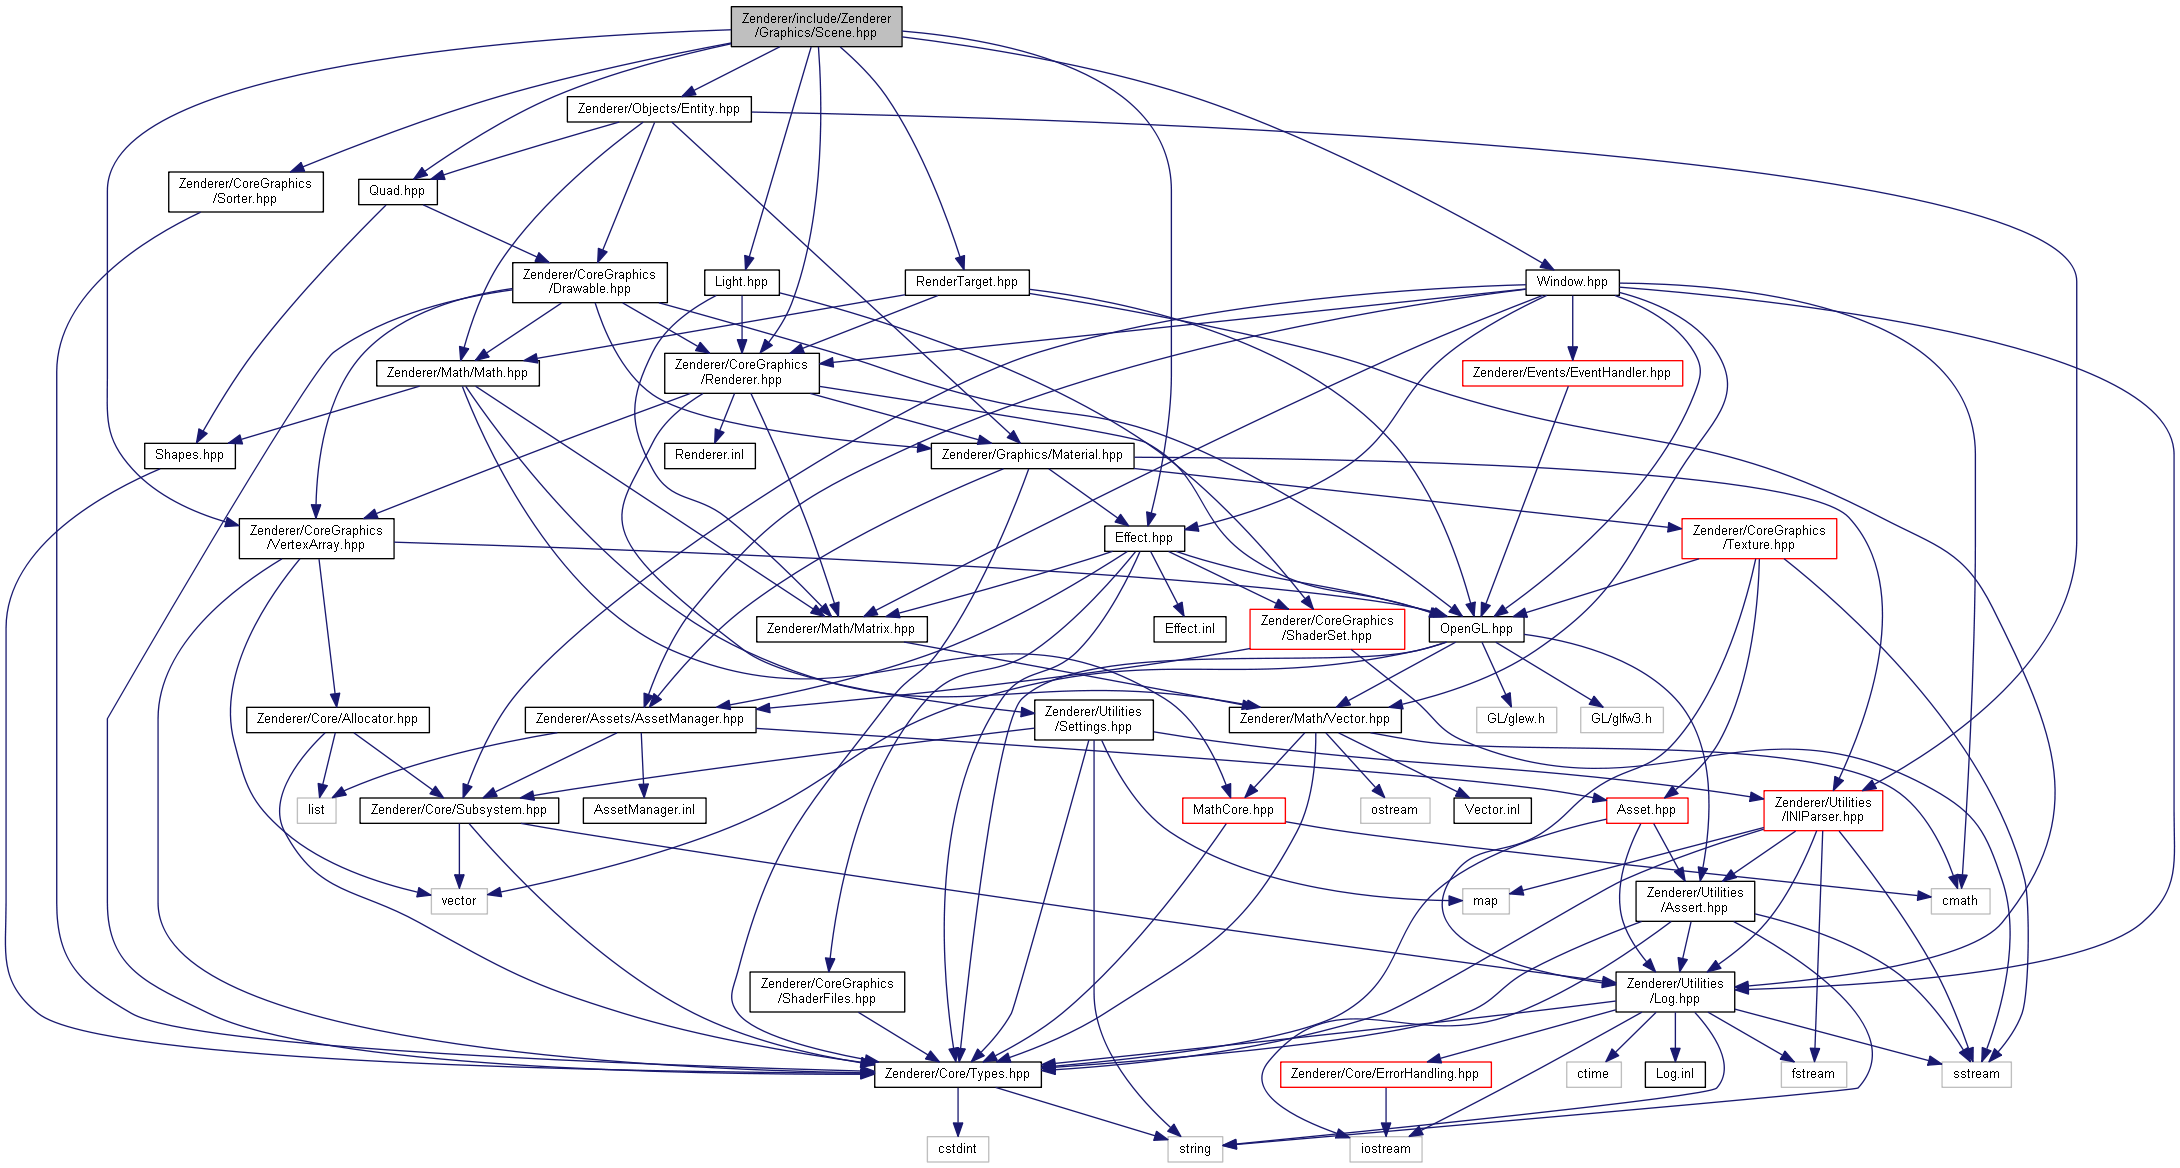 Zenderer/include/Zenderer
/Graphics/Scene.hpp
Zenderer/Objects/Entity.hpp
Zenderer/CoreGraphics
/Sorter.hpp
Quad.hpp
Zenderer/CoreGraphics
/Drawable.hpp
Light.hpp
RenderTarget.hpp
Window.hpp
Zenderer/Math/Math.hpp
Zenderer/CoreGraphics
/Renderer.hpp
Zenderer/Events/EventHandler.hpp
Shapes.hpp
Renderer.inl
Zenderer/Graphics/Material.hpp
Zenderer/CoreGraphics
/VertexArray.hpp
Effect.hpp
Zenderer/CoreGraphics
/Texture.hpp
Zenderer/Math/Matrix.hpp
Effect.inl
Zenderer/CoreGraphics
/ShaderSet.hpp
OpenGL.hpp
Zenderer/Core/Allocator.hpp
Zenderer/Assets/AssetManager.hpp
Zenderer/Utilities
/Settings.hpp
Zenderer/Math/Vector.hpp
GL/glew.h
GL/glfw3.h
list
Zenderer/Core/Subsystem.hpp
AssetManager.inl
MathCore.hpp
ostream
Vector.inl
Asset.hpp
Zenderer/Utilities
/INIParser.hpp
vector
map
Zenderer/Utilities
/Assert.hpp
cmath
Zenderer/CoreGraphics
/ShaderFiles.hpp
Zenderer/Utilities
/Log.hpp
Zenderer/Core/Types.hpp
Zenderer/Core/ErrorHandling.hpp
ctime
Log.inl
fstream
sstream
cstdint
string
iostream